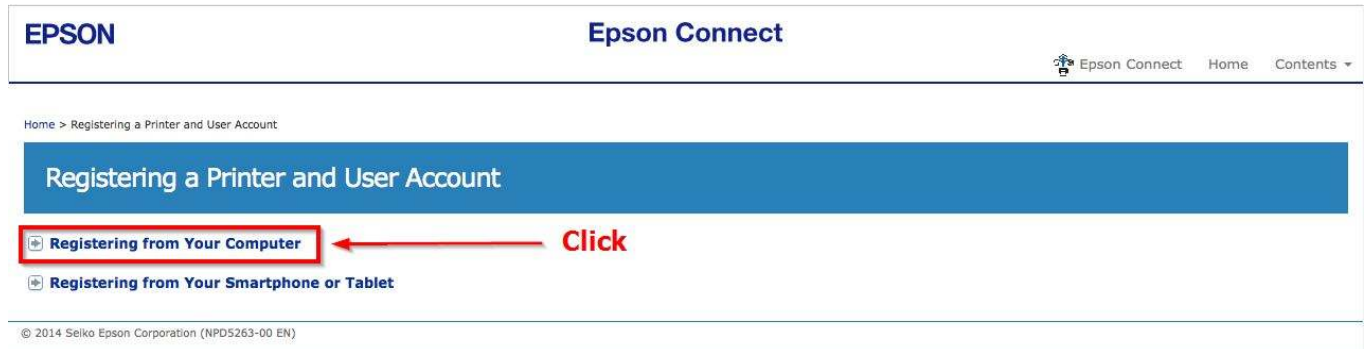 EPSON
Epson Connect
Epson Connect Home Contents
Home > Registering a Printer and User Account
Registering a Printer and User Account
Registering from Your Computer
Click
Registering from Your Smartphone or Tablet
© 2014 Seiko Epson Corporation (NPD5263-00 EN)